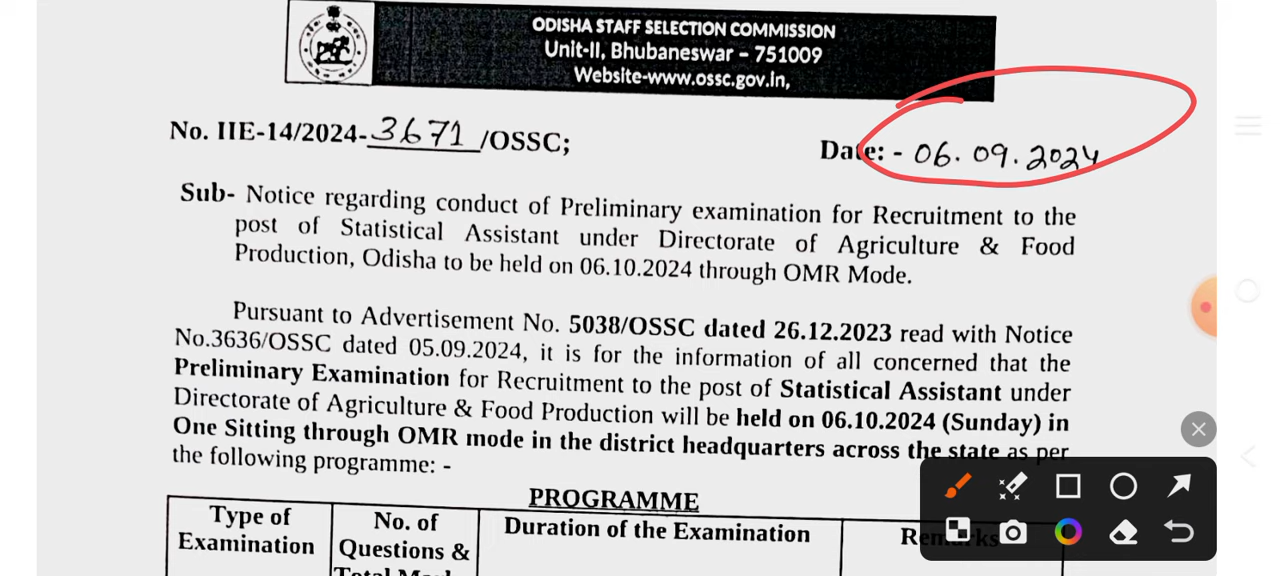 ODISHA STAFF SELECTION COMMISSION
Unit-II, Bhubaneswar – 751009
Website-www.ossc.gov.in,
No. IIE-14/2024-3671/OSSC;
Date: - 06.09.2024
Sub- Notice regarding conduct of Preliminary examination for Recruitment to the
post of Statistical Assistant under Directorate of Agriculture & Food
Production, Odisha to be held on 06.10.2024 through OMR Mode.
Pursuant to Advertisement No. 5038/OSSC dated 26.12.2023 read with Notice
No.3636/OSSC dated 05.09.2024, it is for the information of all concerned that the
Preliminary Examination for Recruitment to the post of Statistical Assistant under
Directorate of Agriculture & Food Production will be held on 06.10.2024 (Sunday) in
One Sitting through OMR mode in the district headquarters across the state as per
the following programme: -
PROGRAMME
Type of
Examination
No. of
Questions &
Duration of the Examination
Remarks